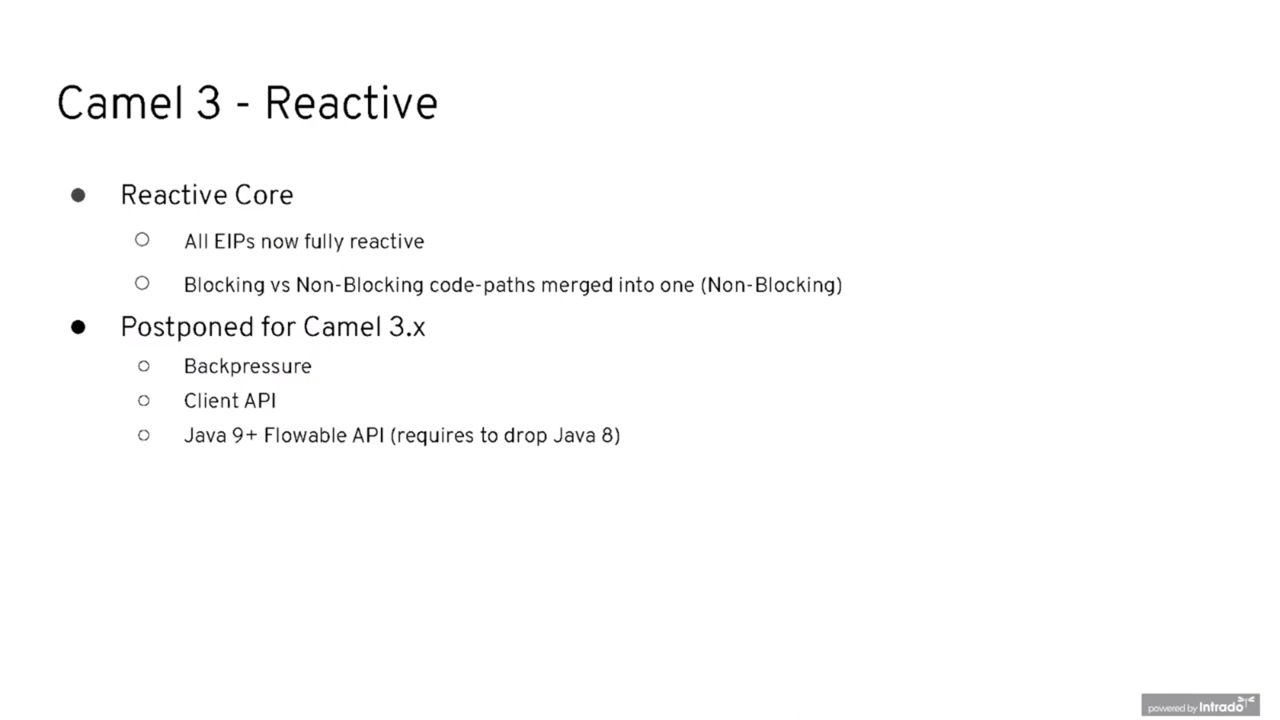 Camel 3 - Reactive
Reactive Core
All EIPs now fully reactive
Blocking vs Non-Blocking code-paths merged into one (Non-Blocking)
Postponed for Camel 3.x
Backpressure
Client API
Java 9+ Flowable API (requires to drop Java 8)
powered by Intrado